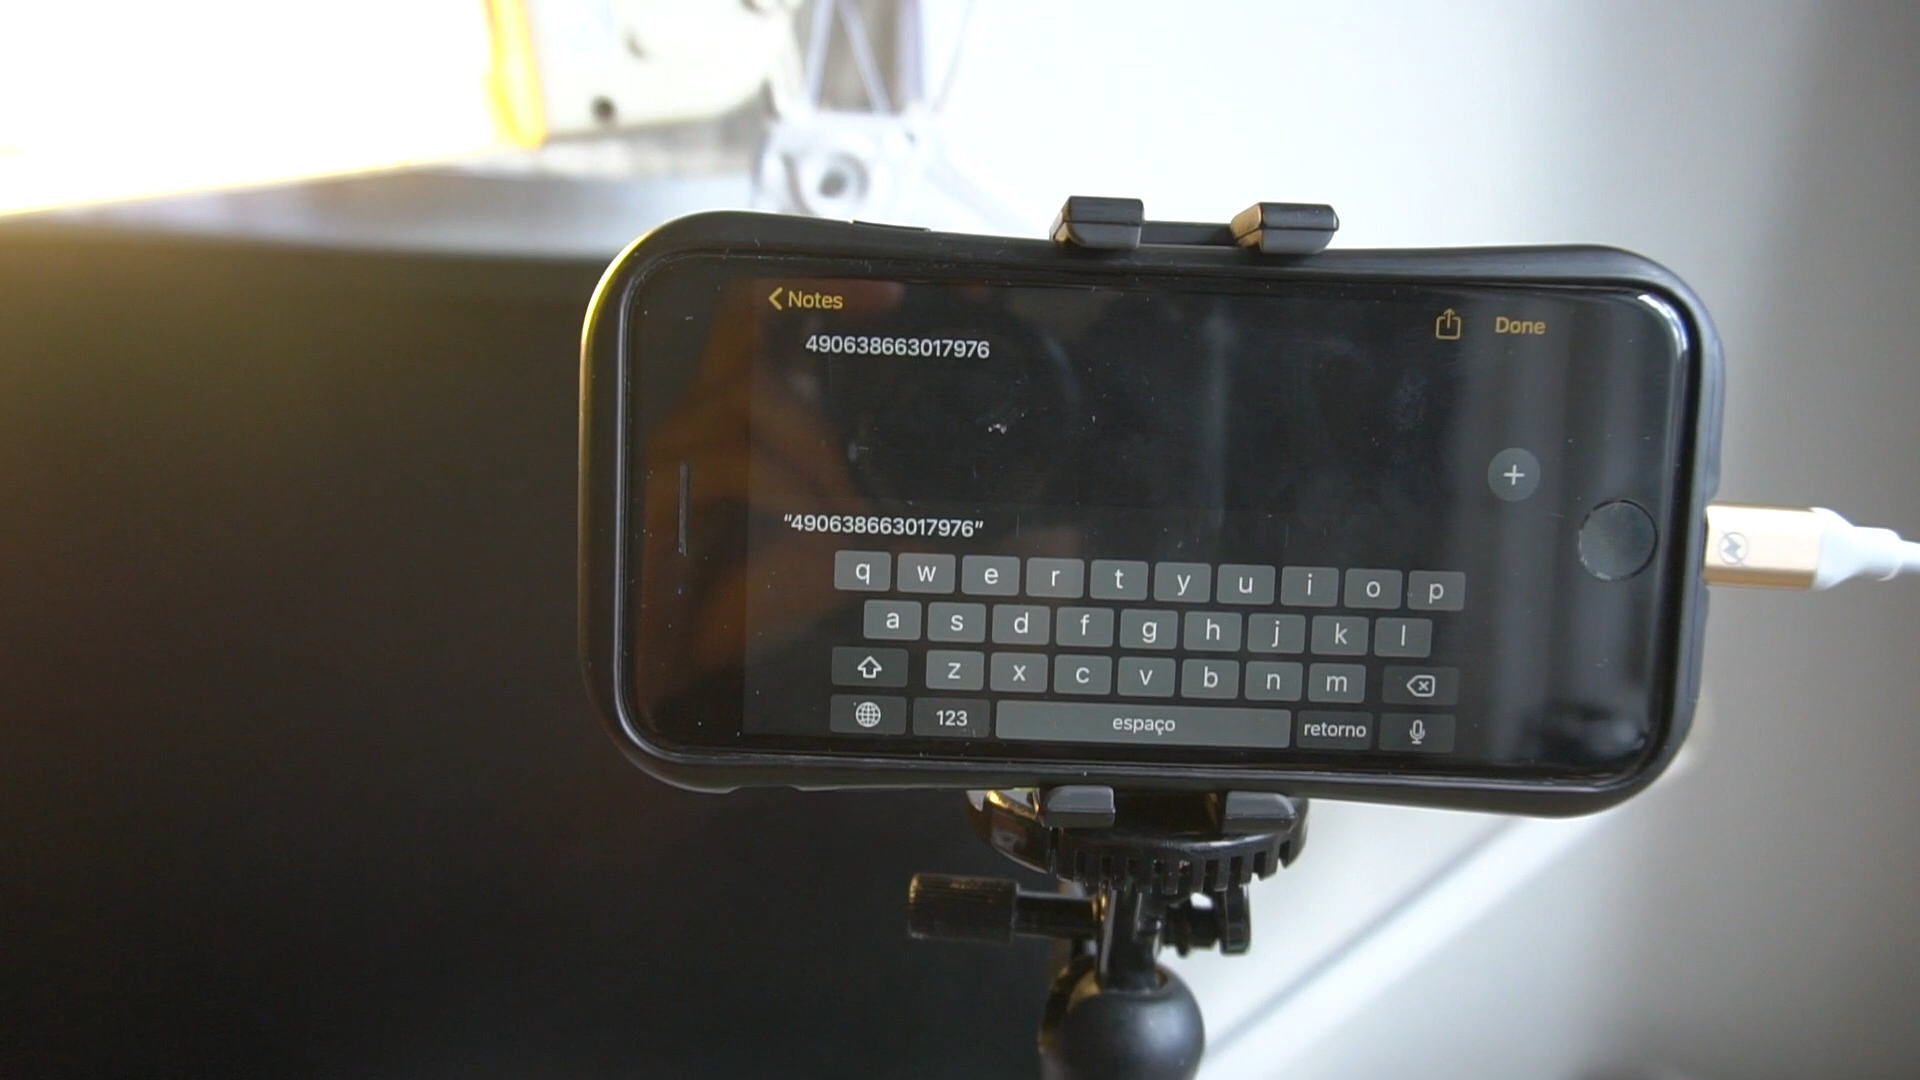 Notes
Done
490638663017976
“490638663017976”
q w e r t y u i o p
a s d f g h j k l
z x c v b n m
123 espaço retorno